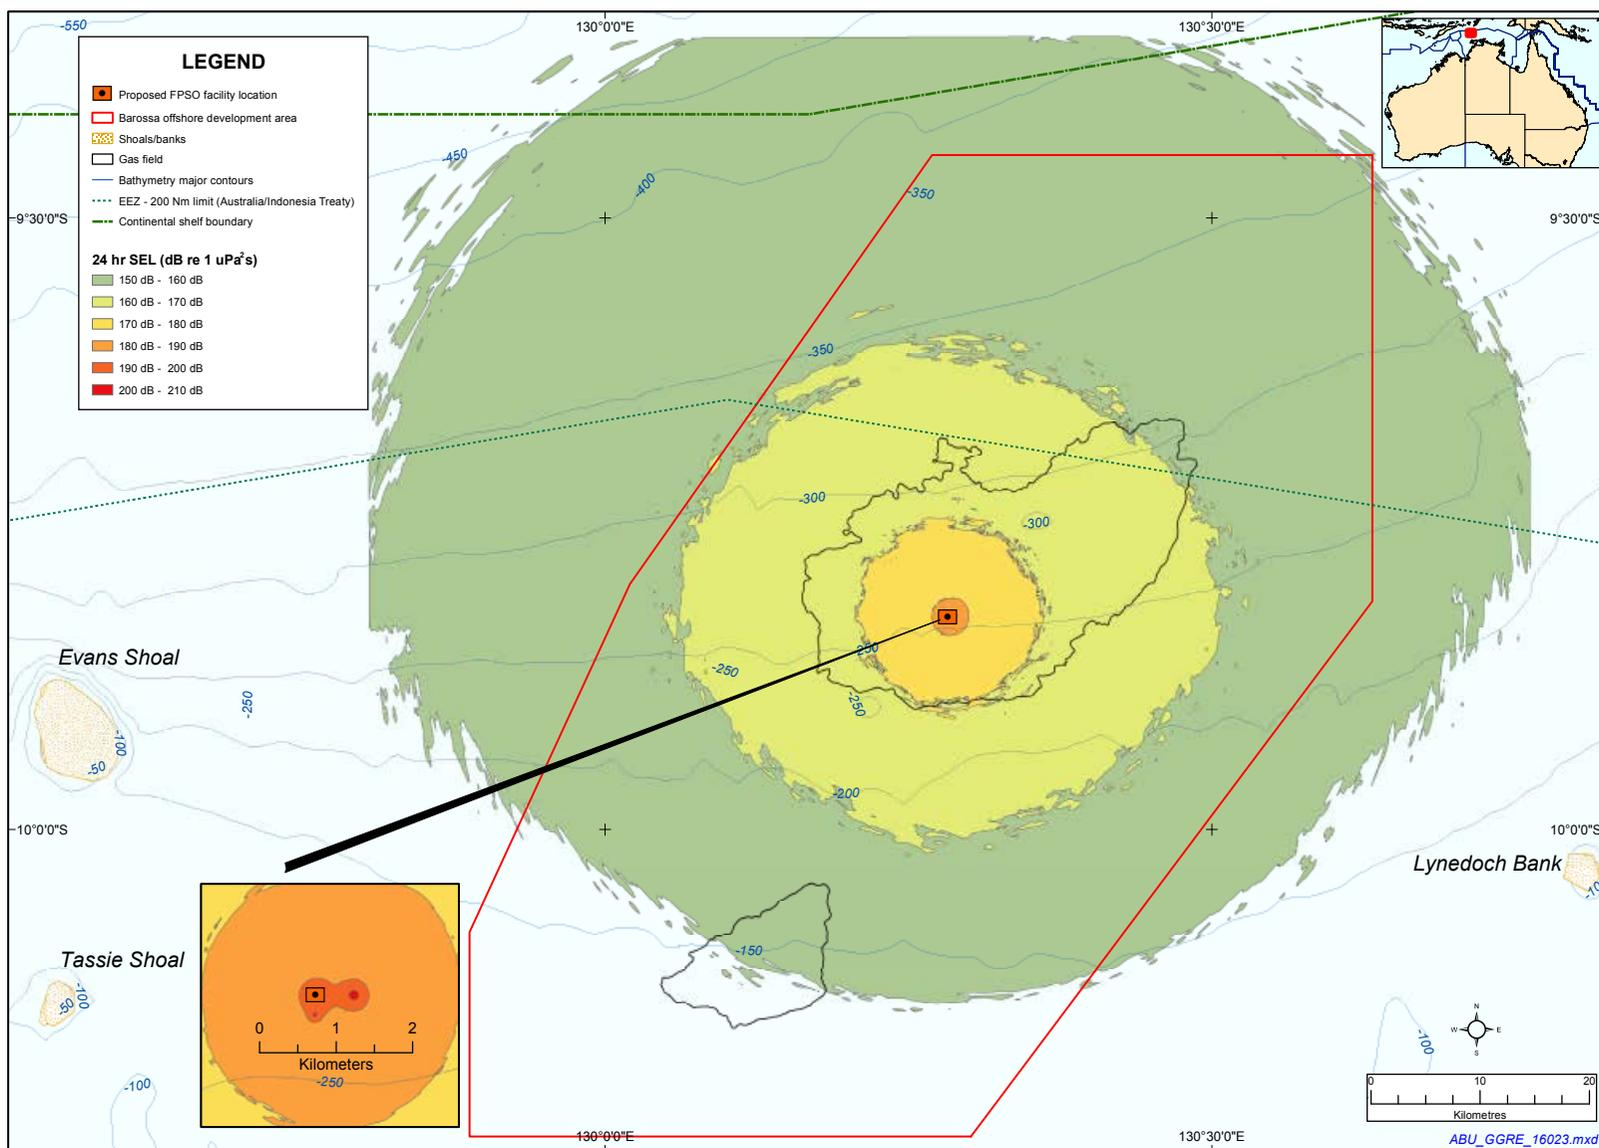 -550
130°0'0"E
130°30'0"E
LEGEND
Proposed FPSO facility location
Barossa offshore development area
Shoals/banks
Gas field
Bathymetry major contours
EEZ - 200 Nm limit (Australia/Indonesia Treaty)
Continental shelf boundary
24 hr SEL (dB re 1 uPa²s)
150 dB - 160 dB
160 dB - 170 dB
170 dB - 180 dB
180 dB - 190 dB
190 dB - 200 dB
200 dB - 210 dB
-450
-400
-350
9°30'0"S
9°30'0"S
-350
-300
-300
Evans Shoal
-250
-250
-250
-250
-100
-50
-200
10°0'0"S
10°0'0"S
Lynedoch Bank
-10
-150
Tassie Shoal
-100
-50
0
1
2
Kilometers
-250
-100
-100
N
W
E
S
0
10
20
Kilometres
130°0'0"E
130°30'0"E
ABU_GGRE_16023.mxd